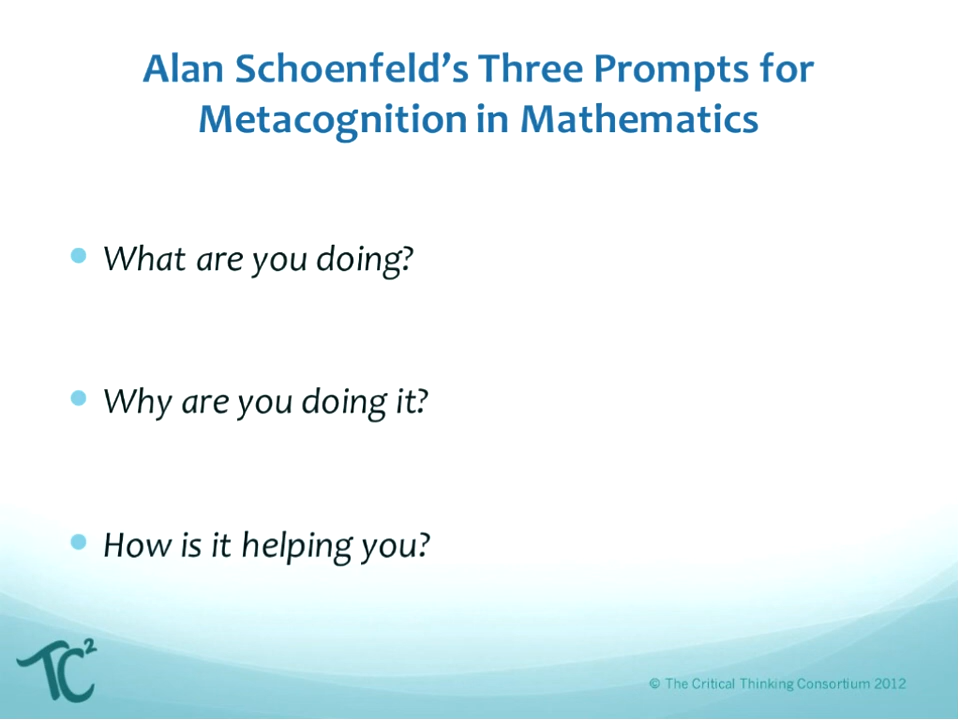 Alan Schoenfeld’s Three Prompts for
Metacognition in Mathematics
What are you doing?
Why are you doing it?
How is it helping you?
TC²
© The Critical Thinking Consortium 2012